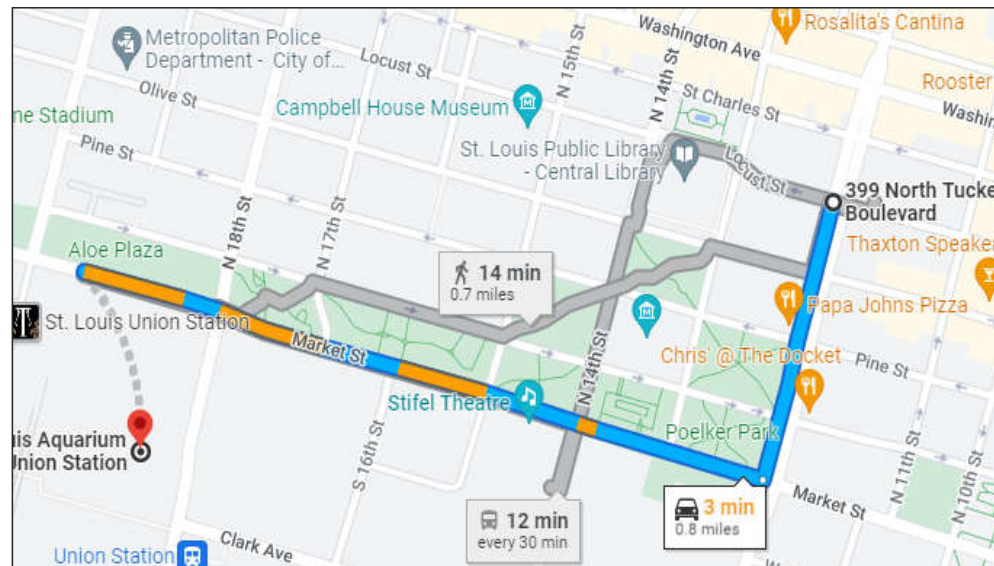 Rosalita's Cantina
Washington Ave
Metropolitan Police
Department - City of...
N 15th St
N 14th St
Locust St
Rooster
Olive St
Campbell House Museum
St Charles St
Washing
ne Stadium
Pine St
St. Louis Public Library
- Central Library
Locust St
399 North Tucke
Boulevard
N 18th St
N 17th St
Aloe Plaza
Thaxton Speake
14 min
0.7 miles
St. Louis Union Station
Papa Johns Pizza
Market St
Chris' @ The Docket
Pine St
N 14th St
Stifel Theatre
Poelker Park
uis Aquarium
Union Station
S 16th St
N 11th St
N 10th St
3 min
0.8 miles
Market St
12 min
every 30 min
Clark Ave
Union Station